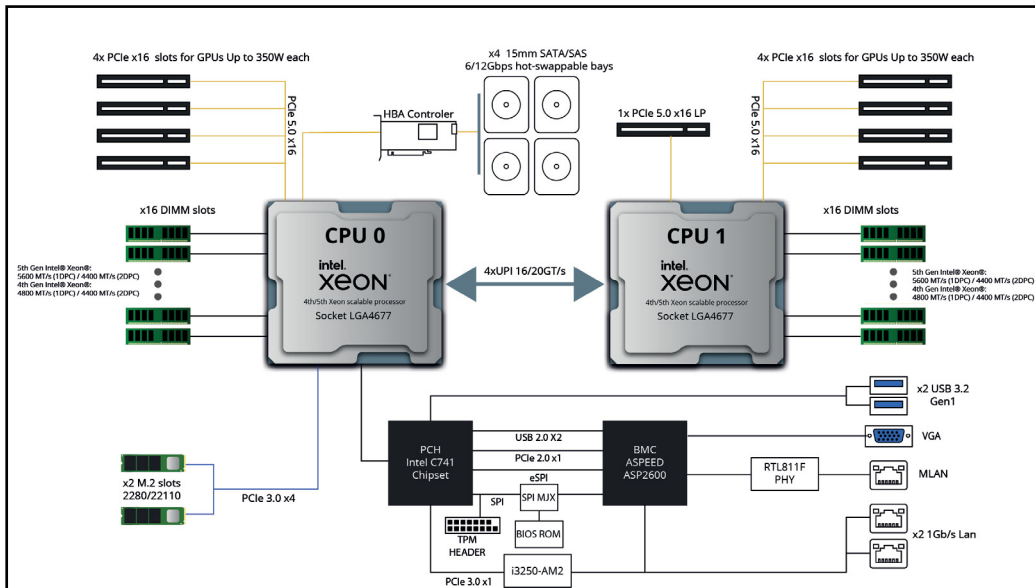 4x PCIe x16 slots for GPUs Up to 350W each
PCIe 5.0 x16
HBA Controler
x4 15mm SATA/SAS
6/12Gbps hot-swappable bays
1x PCIe 5.0 x16 LP
4x PCIe x16 slots for GPUs Up to 350W each
PCIe 5.0 x16
x16 DIMM slots
5th Gen Intel® Xeon®:
5600 MT/s (1DPC) / 4400 MT/s (2DPC)
4th Gen Intel® Xeon®:
4800 MT/s (1DPC) / 4400 MT/s (2DPC)
CPU 0
intel.
xeon
4th/5th Xeon scalable processor
Socket LGA4677
4xUPI 16/20GT/s
CPU 1
intel.
xeon
4th/5th Xeon scalable processor
Socket LGA4677
x16 DIMM slots
5th Gen Intel® Xeon®:
5600 MT/s (1DPC) / 4400 MT/s (2DPC)
4th Gen Intel® Xeon®:
4800 MT/s (1DPC) / 4400 MT/s (2DPC)
x2 M.2 slots
2280/22110
PCIe 3.0 x4
PCH
Intel C741
Chipset
USB 2.0 X2
PCIe 2.0 x1
eSPI
SPI
SPI MJX
BIOS ROM
TPM
HEADER
PCIe 3.0 x1
i3250-AM2
BMC
ASPEED
ASP2600
RTL811F
PHY
x2 USB 3.2
Gen1
VGA
MLAN
x2 1Gb/s Lan